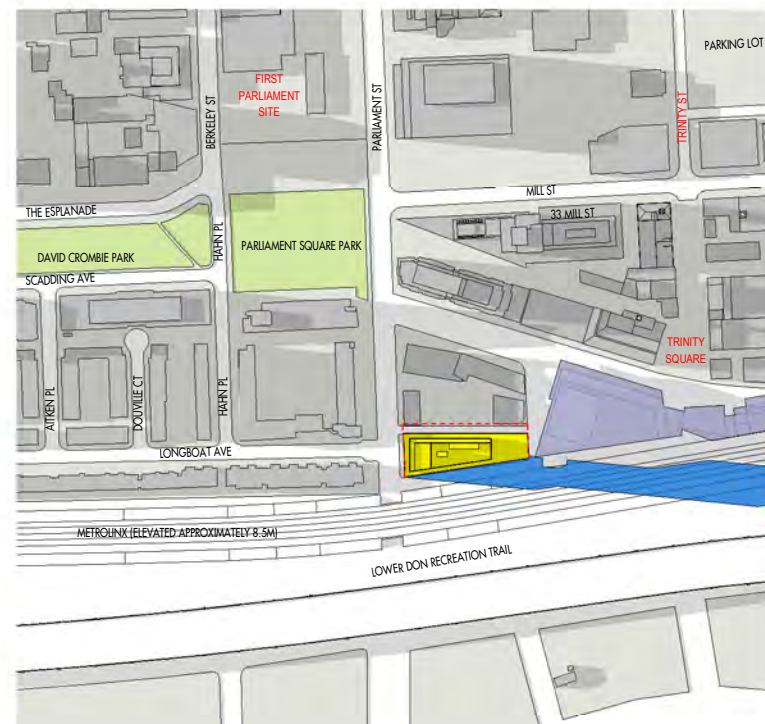 PARKING LOT
FIRST
PARLIAMENT
SITE
BERKELEY ST
PARLIAMENT ST
TRINITY ST
MILL ST
THE ESPLANADE
33 MILL ST
HAHN PL
DAVID CROMBIE PARK
PARLIAMENT SQUARE PARK
SCADDING AVE
TRINITY
SQUARE
AITKEN PL
DOUVILLE CT
HAHN PL
LONGBOAT AVE
METROLINX (ELEVATED APPROXIMATELY 8.5M)
LOWER DON RECREATION TRAIL